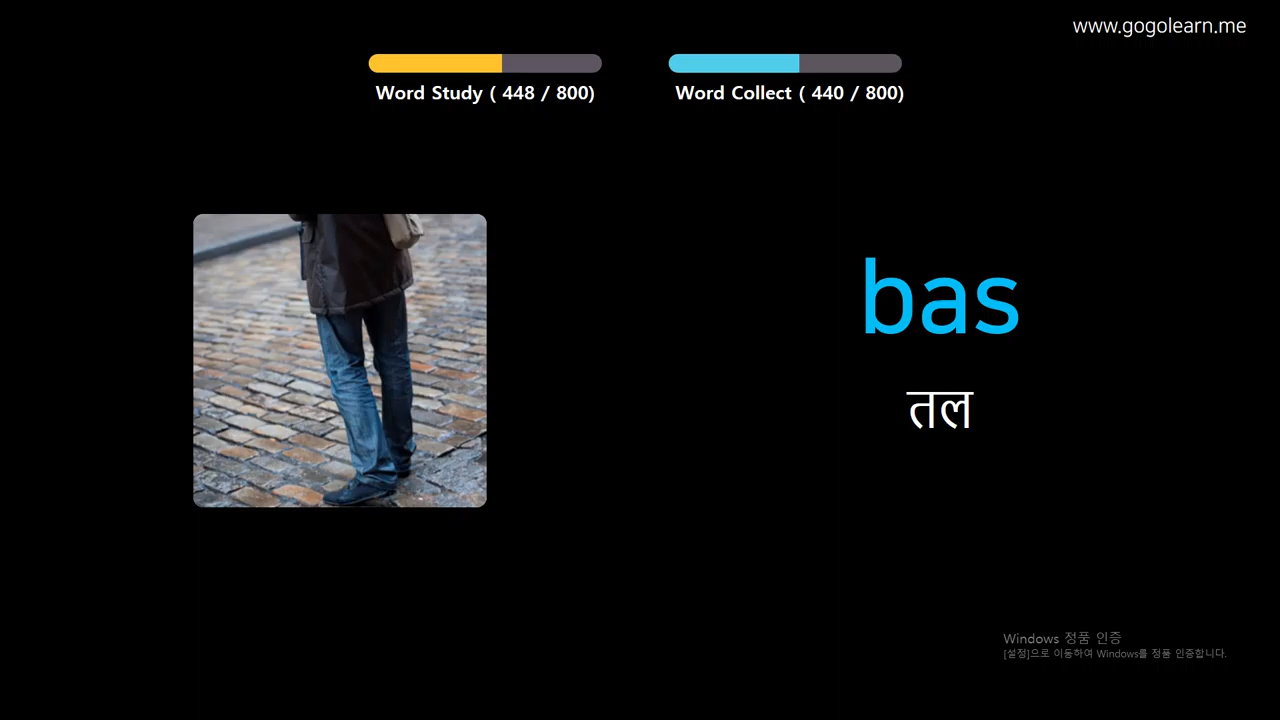 www.gogolearn.me
Word Study ( 448 / 800)
Word Collect ( 440 / 800)
bas
तल
Windows 정품 인증
[설정]으로 이동하여 Windows를 정품 인증합니다.